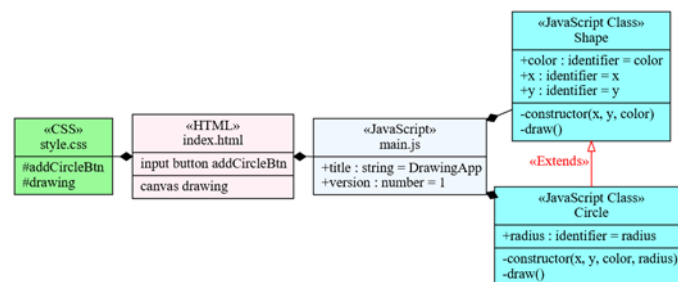 «CSS»
style.css
#addCircleBtn
#drawing
«HTML»
index.html
input button addCircleBtn
canvas drawing
«JavaScript»
main.js
+title : string = DrawingApp
+version : number = 1
«JavaScript Class»
Shape
+color : identifier = color
+x : identifier = x
+y : identifier = y
-constructor(x, y, color)
-draw()
«Extends»
«JavaScript Class»
Circle
+radius : identifier = radius
-constructor(x, y, color, radius)
-draw()